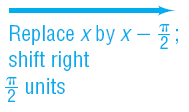 Replace x by x − π/2;
shift right
π/2 units